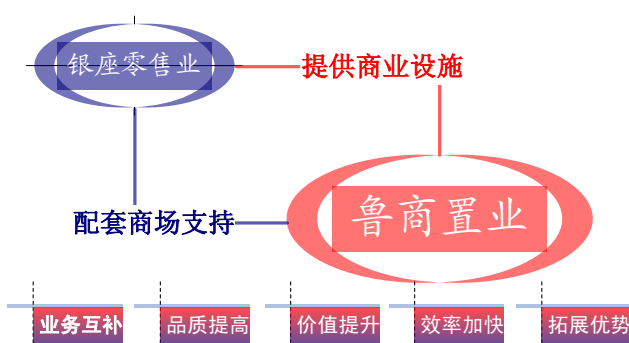 银座零售业
提供商业设施
鲁商置业
配套商场支持
业务互补
品质提高
价值提升
效率加快
拓展优势